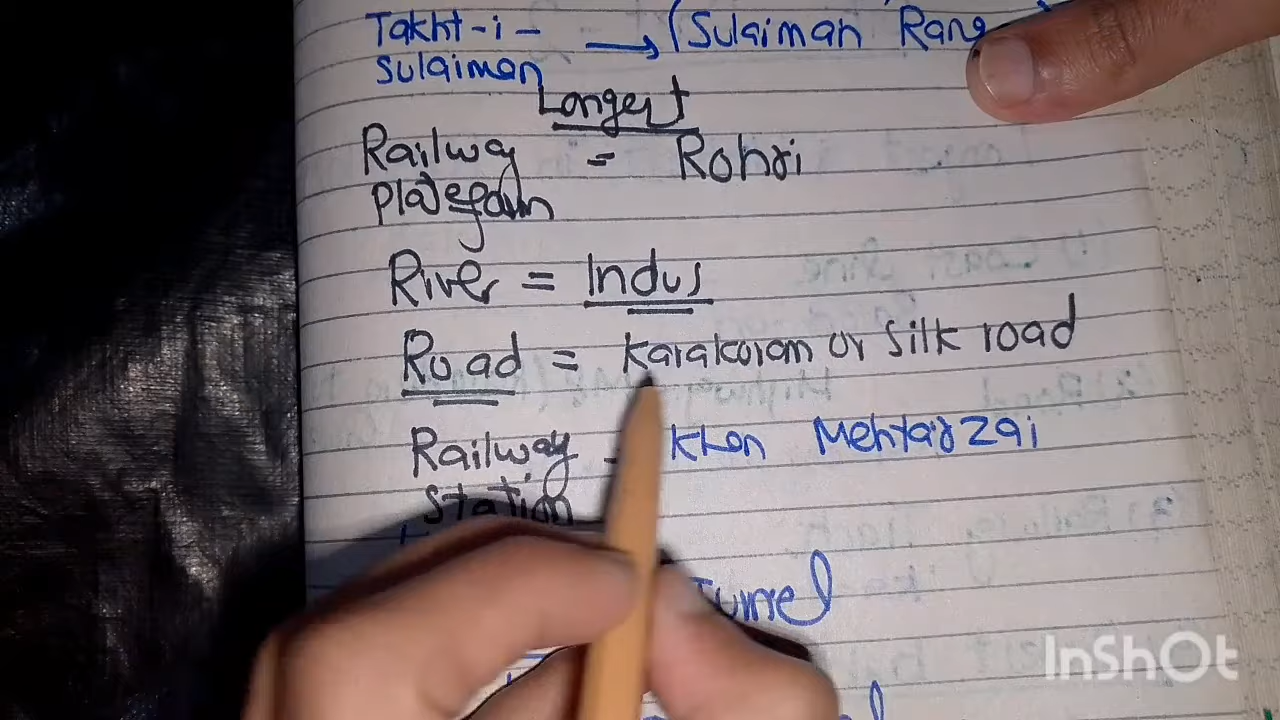 Takht-i- → (Sulaiman Rang
Sulaiman
Longest
Railway = Rohri
River = Indus
Road = Karakoram or Silk road
Railway Khan Mehtarzai
station
Tunnel
InShOt